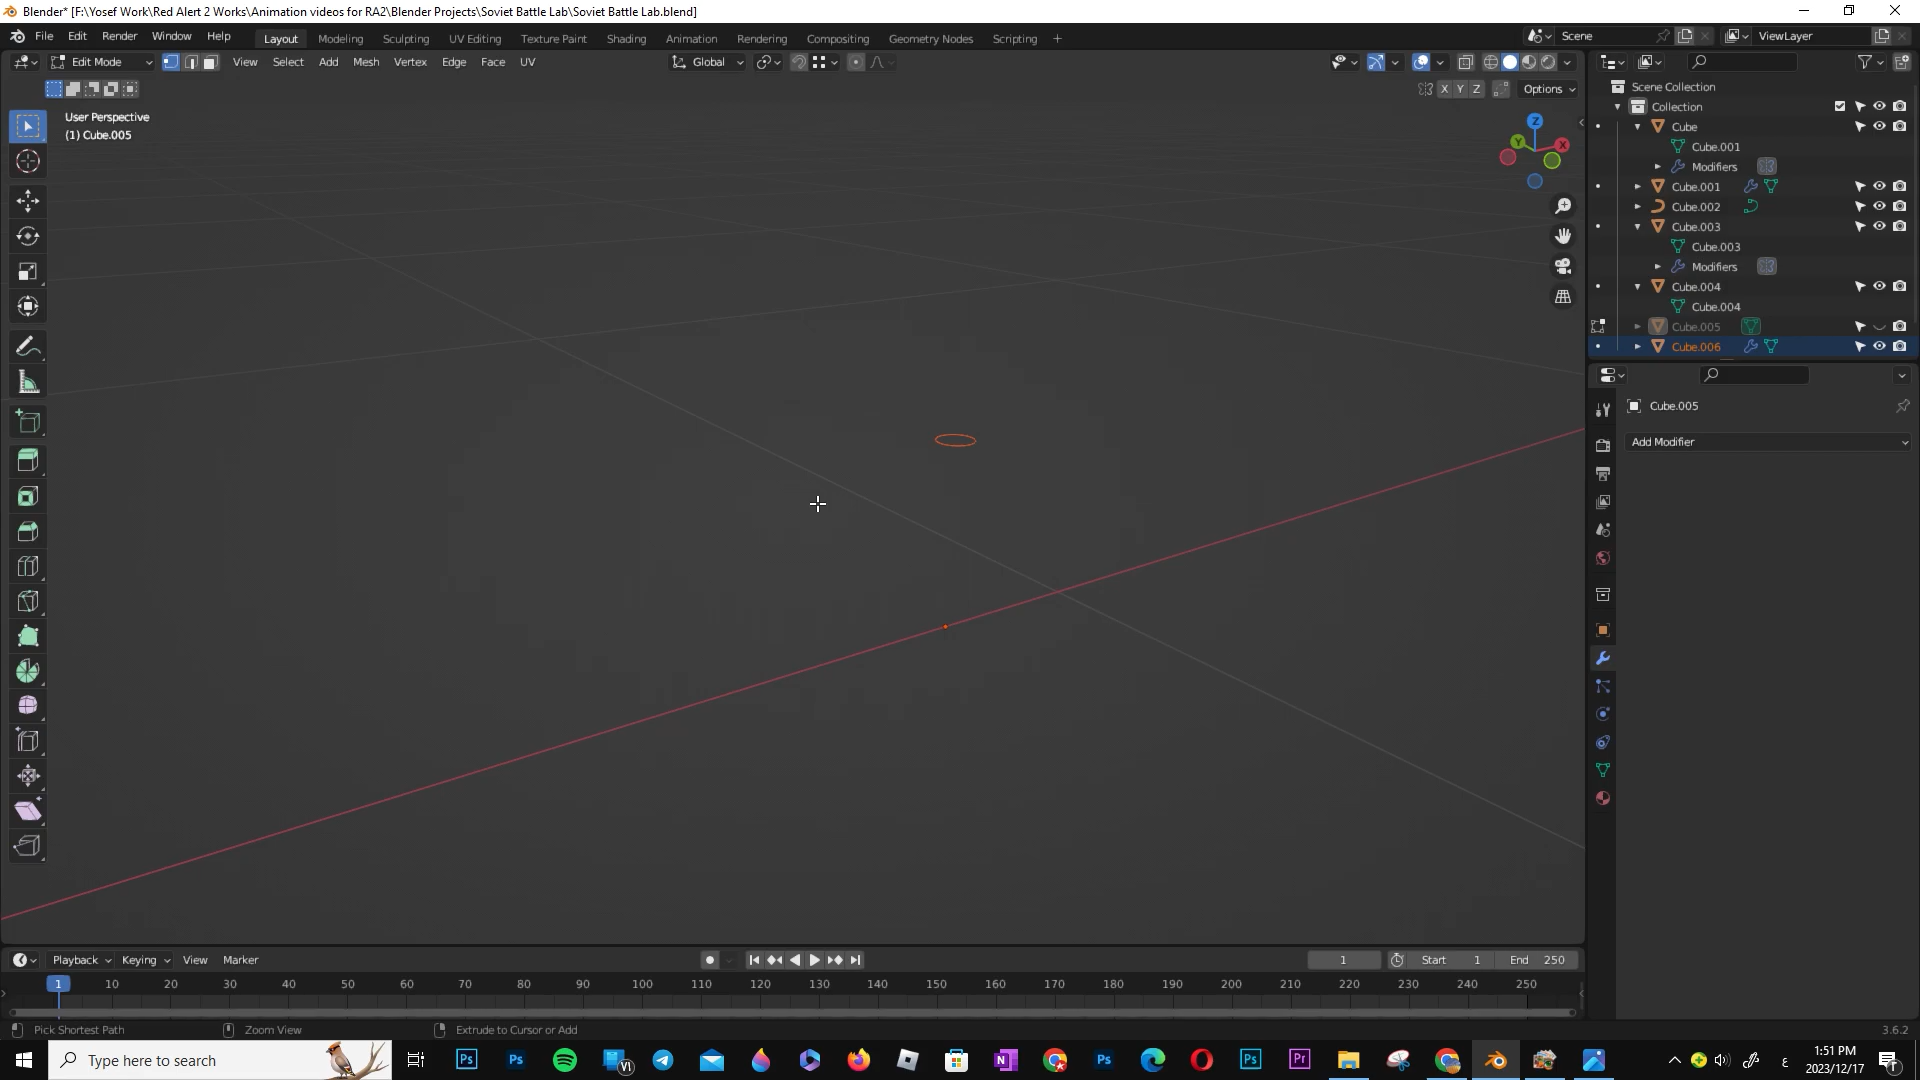 Blender* [F:\Yosef Work\Red Alert 2 Works\Animation videos for RA2\Blender Projects\Soviet Battle Lab\Soviet Battle Lab.blend]
File Edit Render Window Help Layout Modeling Sculpting UV Editing Texture Paint Shading Animation Rendering Compositing Geometry Nodes Scripting + Scene ViewLayer
Edit Mode View Select Add Mesh Vertex Edge Face UV Global
X Y Z Options
User Perspective
(1) Cube.005
Z
Y X
Scene Collection
Collection
Cube
Cube.001
Modifiers
Cube.001
Cube.002
Cube.003
Cube.003
Modifiers
Cube.004
Cube.004
Cube.005
Cube.006
Cube.005
Add Modifier
Playback Keying View Marker 1 Start 1 End 250
1 10 20 30 40 50 60 70 80 90 100 110 120 130 140 150 160 170 180 190 200 210 220 230 240 250
Pick Shortest Path Zoom View Extrude to Cursor or Add 3.6.2
Type here to search
Ps Ps VI N Ps Ps Pr ع 1:51 PM
2023/12/17 1